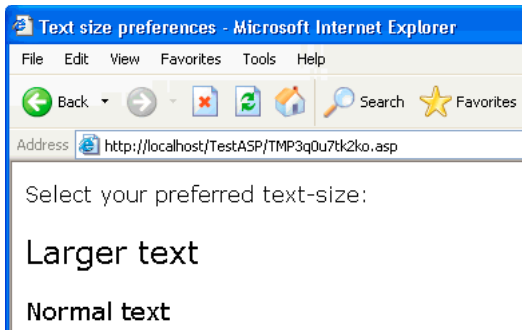 Text size preferences - Microsoft Internet Explorer
File Edit View Favorites Tools Help
Back Search Favorites
Address http://localhost/TestASP/TMP3q0u7tk2ko.asp
Select your preferred text-size:
Larger text
Normal text